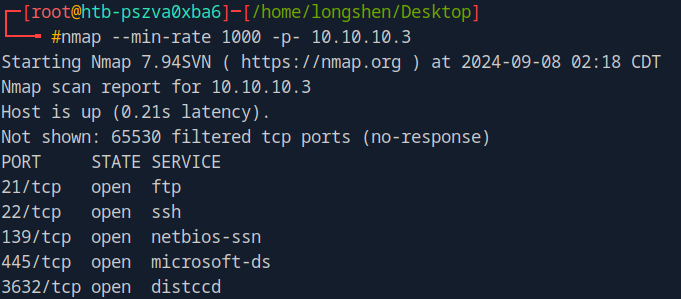 [root@htb-pszva0xba6]─[/home/longshen/Desktop]
#nmap --min-rate 1000 -p- 10.10.10.3
Starting Nmap 7.94SVN ( https://nmap.org ) at 2024-09-08 02:18 CDT
Nmap scan report for 10.10.10.3
Host is up (0.21s latency).
Not shown: 65530 filtered tcp ports (no-response)
PORT     STATE SERVICE
21/tcp   open  ftp
22/tcp   open  ssh
139/tcp  open  netbios-ssn
445/tcp  open  microsoft-ds
3632/tcp open  distccd